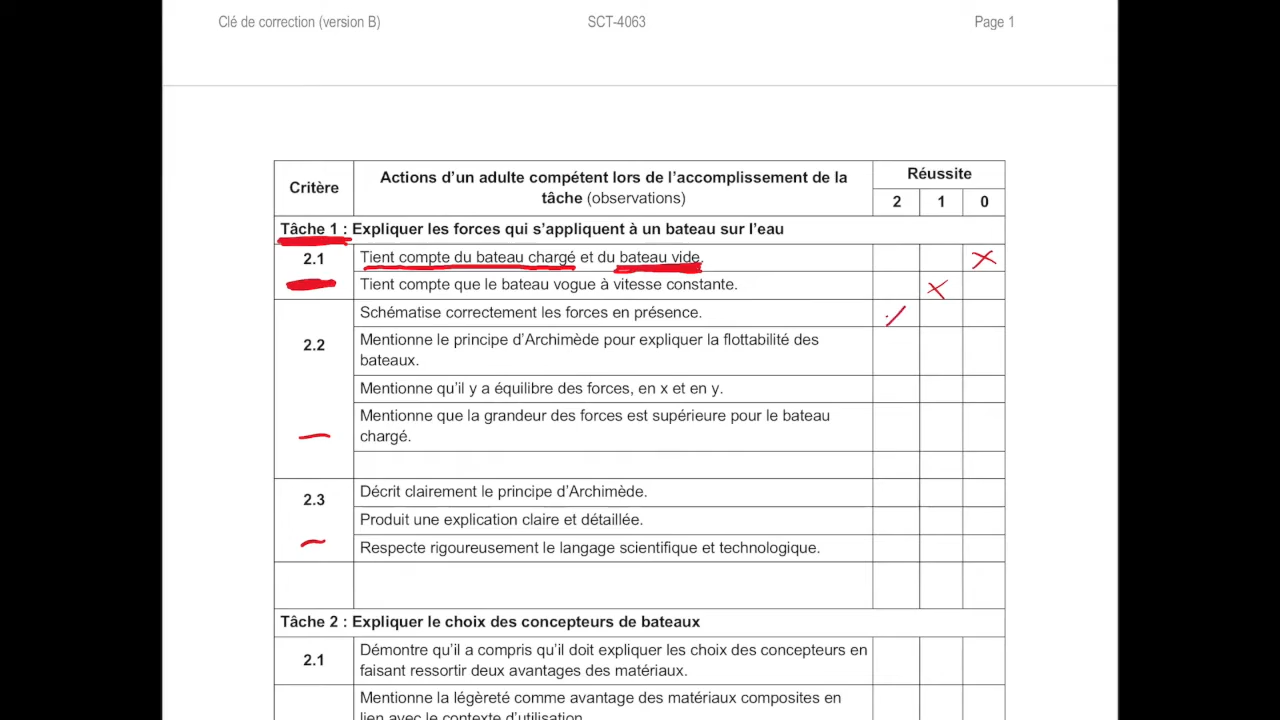 Clé de correction (version B) SCT-4063 Page 1
Critère Actions d'un adulte compétent lors de l'accomplissement de la Réussite
tâche (observations) 2 1 0
Tâche 1 : Expliquer les forces qui s'appliquent à un bateau sur l'eau
2.1 Tient compte du bateau chargé et du bateau vide.
Tient compte que le bateau vogue à vitesse constante.
Schématise correctement les forces en présence.
2.2 Mentionne le principe d'Archimède pour expliquer la flottabilité des
bateaux.
Mentionne qu'il y a équilibre des forces, en x et en y.
Mentionne que la grandeur des forces est supérieure pour le bateau
chargé.
2.3 Décrit clairement le principe d'Archimède.
Produit une explication claire et détaillée.
Respecte rigoureusement le langage scientifique et technologique.
Tâche 2 : Expliquer le choix des concepteurs de bateaux
2.1 Démontre qu'il a compris qu'il doit expliquer les choix des concepteurs en
faisant ressortir deux avantages des matériaux.
Mentionne la légèreté comme avantage des matériaux composites en
lien avec le contexte d'utilisation.